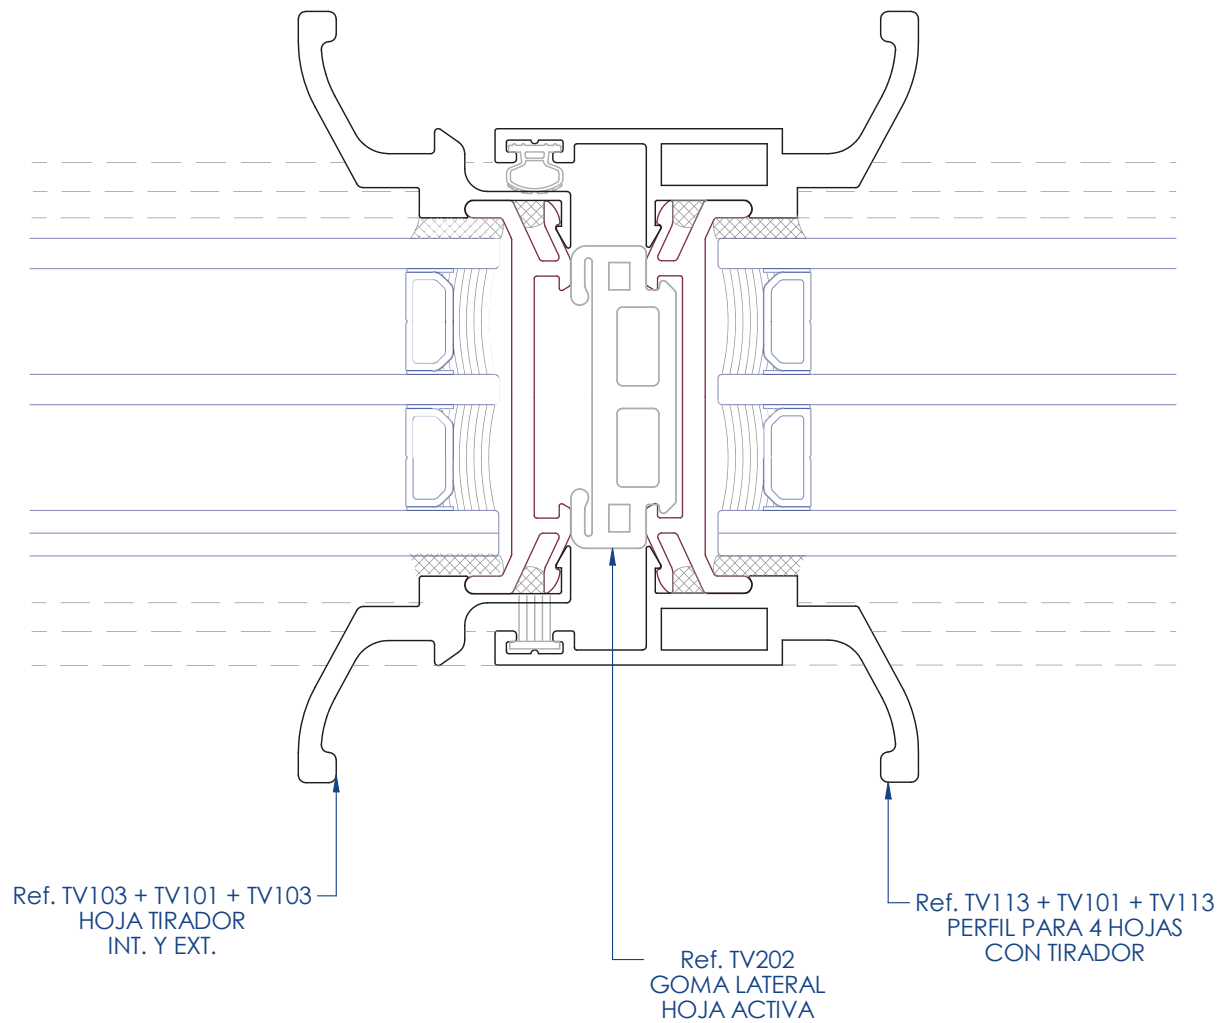 Ref. TV103 + TV101 + TV103
HOJA TIRADOR
INT. Y EXT.
Ref. TV202
GOMA LATERAL
HOJA ACTIVA
Ref. TV113 + TV101 + TV113
PERFIL PARA 4 HOJAS
CON TIRADOR